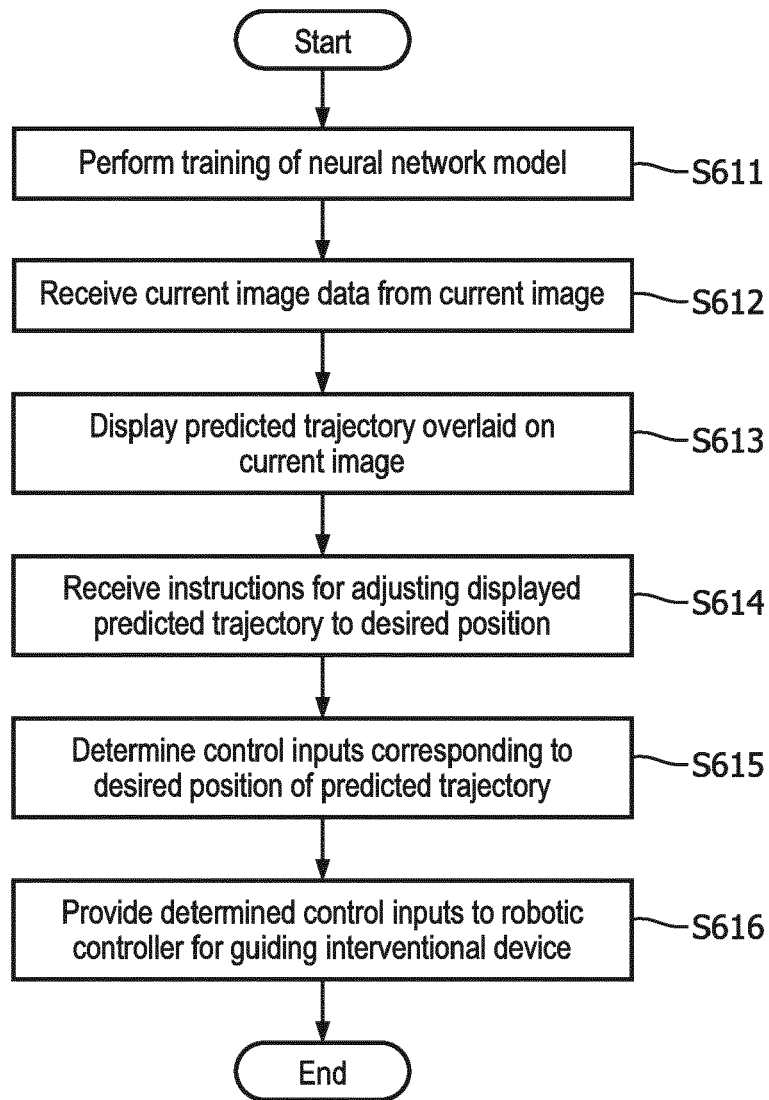 Start
Perform training of neural network model
S611
Receive current image data from current image
S612
Display predicted trajectory overlaid on
current image
S613
Receive instructions for adjusting displayed
predicted trajectory to desired position
S614
Determine control inputs corresponding to
desired position of predicted trajectory
S615
Provide determined control inputs to robotic
controller for guiding interventional device
S616
End